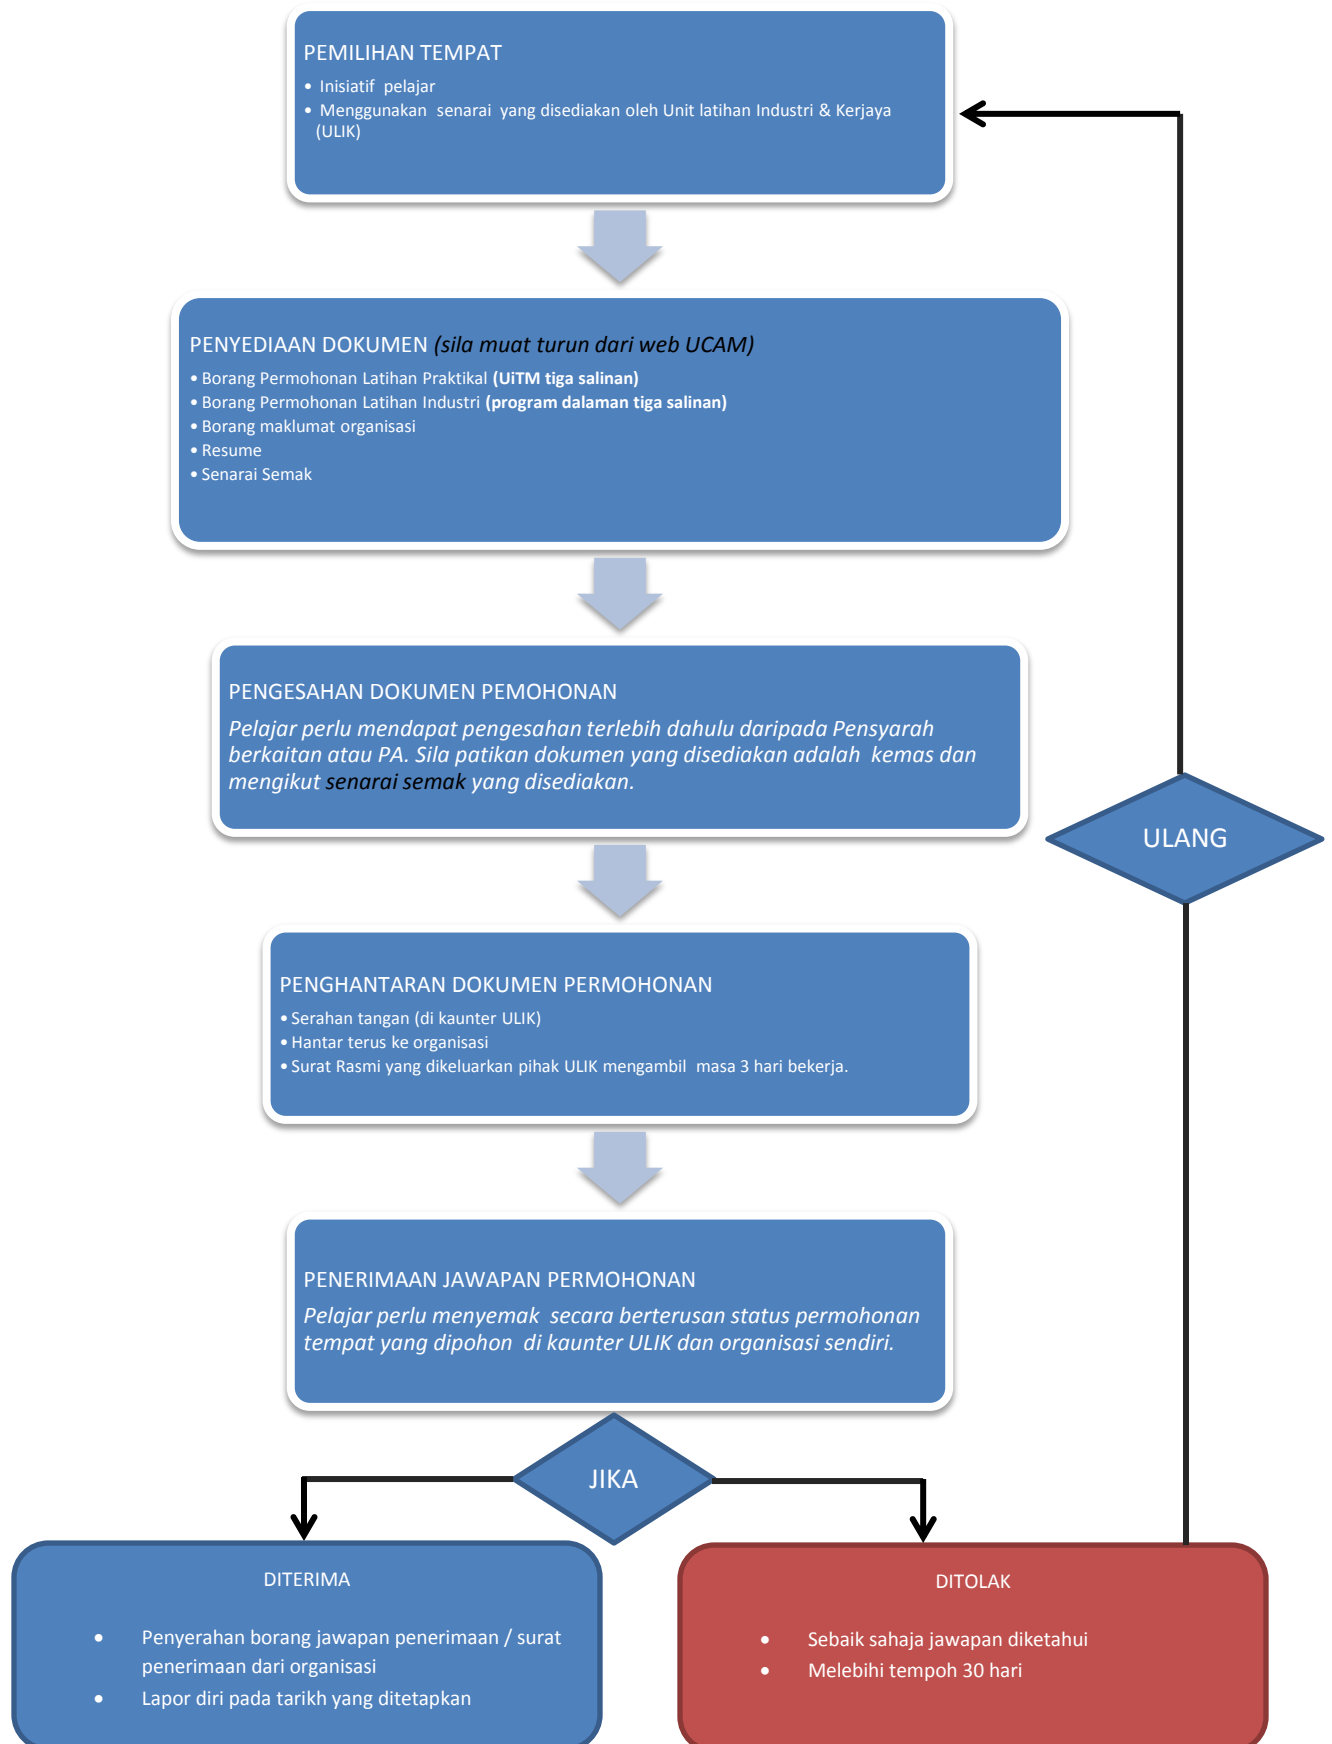 PEMILIHAN TEMPAT
• Inisiatif pelajar
• Menggunakan senarai yang disediakan oleh Unit latihan Industri & Kerjaya
(ULIK)
PENYEDIAAN DOKUMEN (sila muat turun dari web UCAM)
• Borang Permohonan Latihan Praktikal (UiTM tiga salinan)
• Borang Permohonan Latihan Industri (program dalaman tiga salinan)
• Borang maklumat organisasi
• Resume
• Senarai Semak
PENGESAHAN DOKUMEN PEMOHONAN
Pelajar perlu mendapat pengesahan terlebih dahulu daripada Pensyarah
berkaitan atau PA. Sila patikan dokumen yang disediakan adalah kemas dan
mengikut senarai semak yang disediakan.
ULANG
PENGHANTARAN DOKUMEN PERMOHONAN
• Serahan tangan (di kaunter ULIK)
• Hantar terus ke organisasi
• Surat Rasmi yang dikeluarkan pihak ULIK mengambil masa 3 hari bekerja.
PENERIMAAN JAWAPAN PERMOHONAN
Pelajar perlu menyemak secara berterusan status permohonan
tempat yang dipohon di kaunter ULIK dan organisasi sendiri.
JIKA
DITERIMA
• Penyerahan borang jawapan penerimaan / surat
penerimaan dari organisasi
• Lapor diri pada tarikh yang ditetapkan
DITOLAK
• Sebaik sahaja jawapan diketahui
• Melebihi tempoh 30 hari